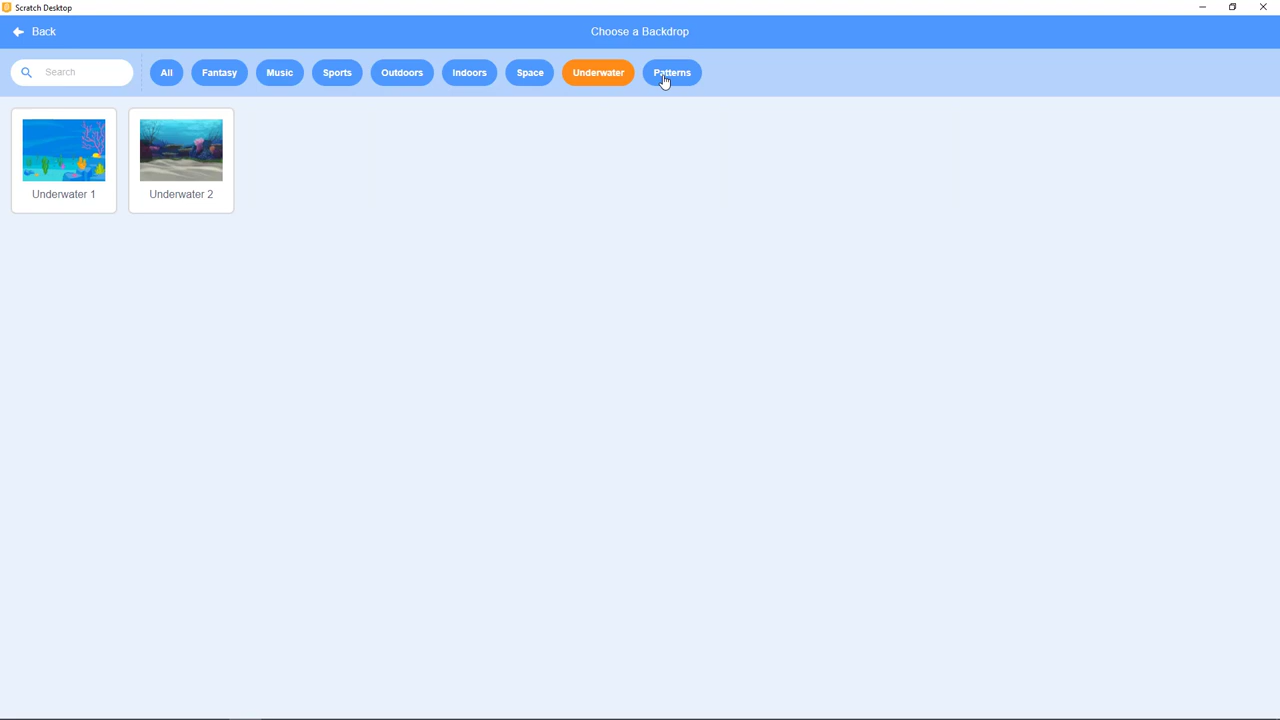 Scratch Desktop
Back
Choose a Backdrop
Search
All
Fantasy
Music
Sports
Outdoors
Indoors
Space
Underwater
Patterns
Underwater 1
Underwater 2